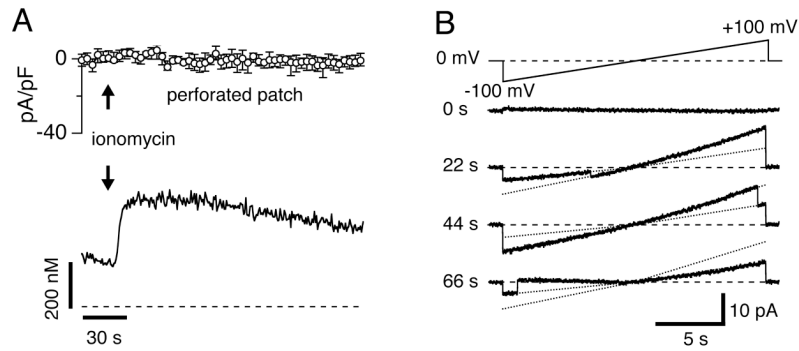 A
pA/pF
0
-40
perforated patch
ionomycin
200 nM
30 s
B
+100 mV
0 mV
-100 mV
0 s
22 s
44 s
66 s
10 pA
5 s